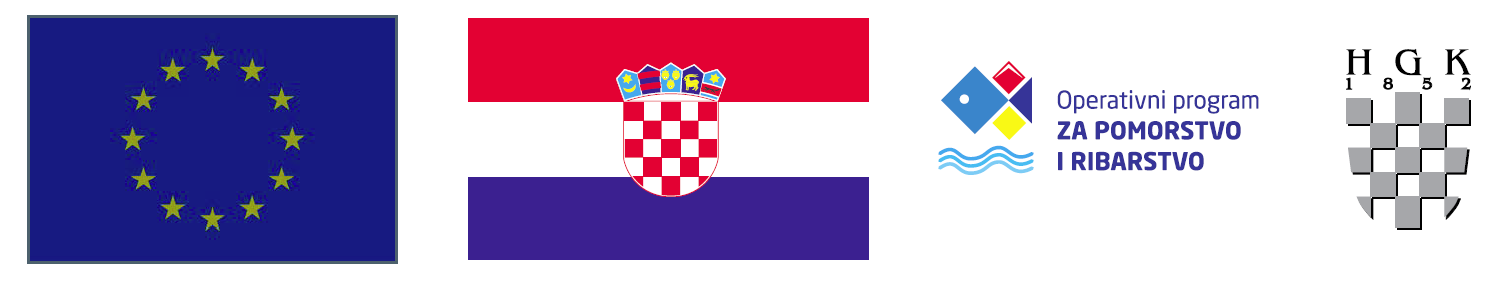 Operativni program
ZA POMORSTVO
I RIBARSTVO
H G K
1 8 5 2